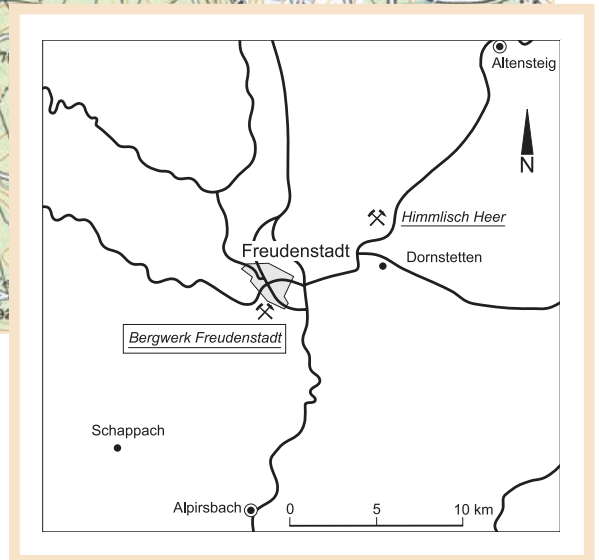 Altensteig
N
Himmlisch Heer
Freudenstadt
Dornstetten
Bergwerk Freudenstadt
Schappach
Alpirsbach
0 5 10 km